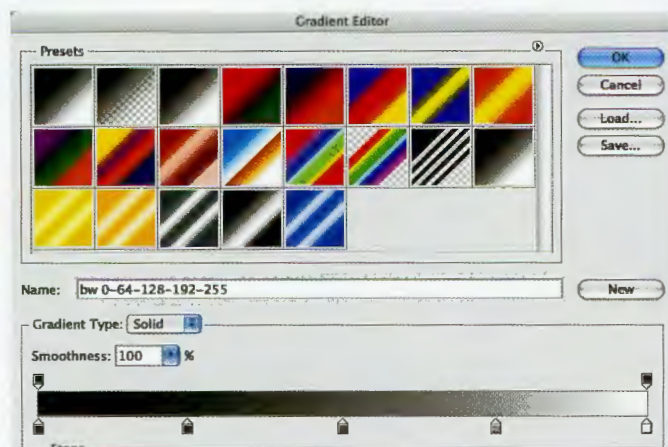 Gradient Editor
Presets
OK
Cancel
Load...
Save...
Name: bw 0-64-128-192-255
New
Gradient Type: Solid
Smoothness: 100 %
Stops